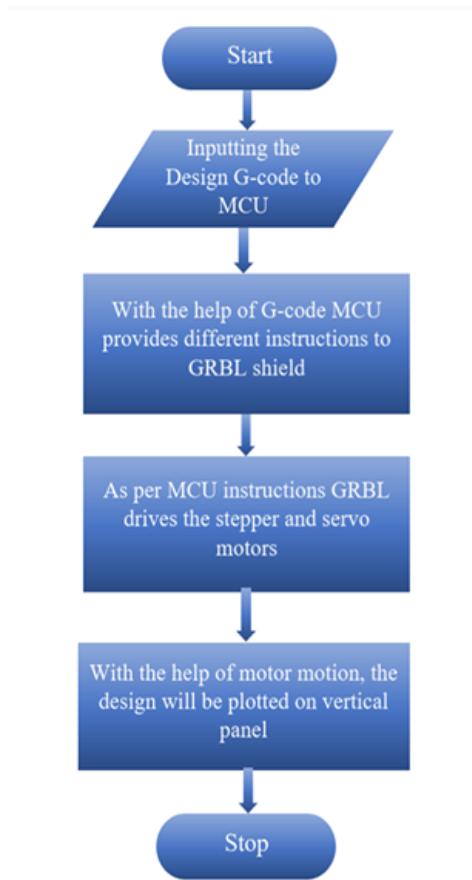 Start
Inputting the
Design G-code to
MCU
With the help of G-code MCU
provides different instructions to
GRBL shield
As per MCU instructions GRBL
drives the stepper and servo
motors
With the help of motor motion, the
design will be plotted on vertical
panel
Stop